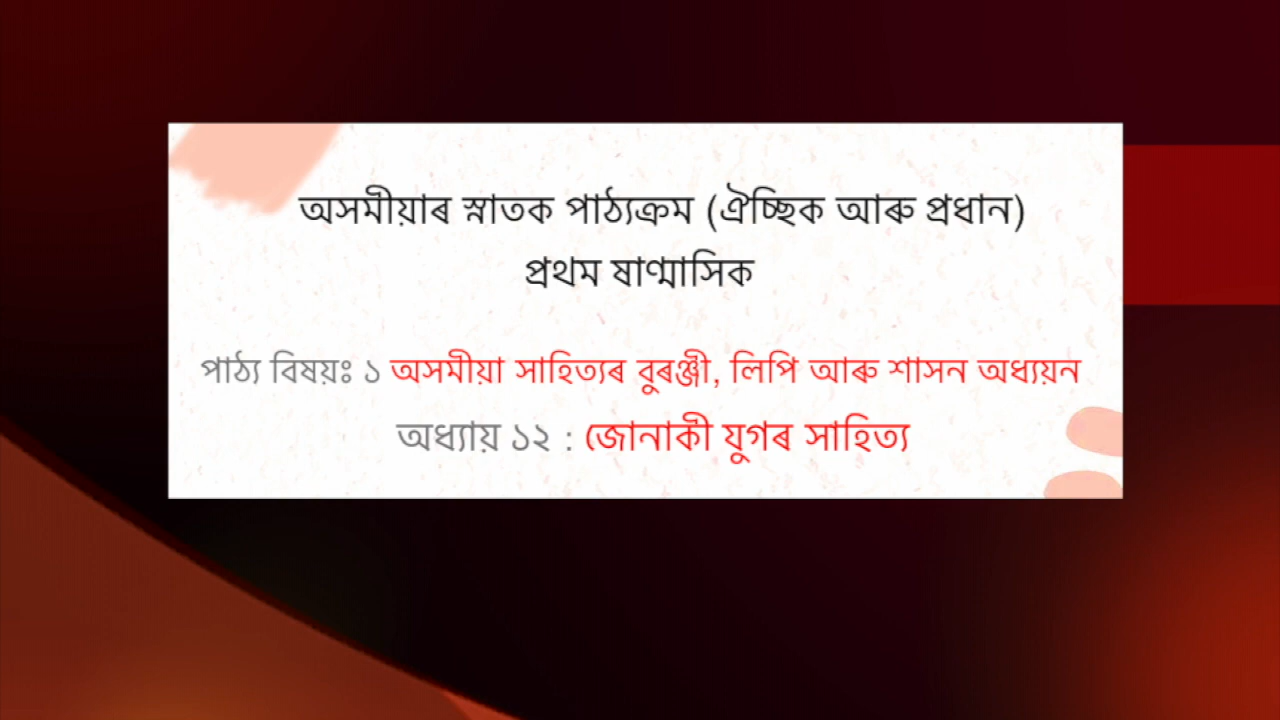 অসমীয়াৰ স্নাতক পাঠ্যক্রম (ঐচ্ছিক আৰু প্ৰধান)
প্ৰথম ষাণ্মাসিক
পাঠ্য বিষয়ঃ ১ অসমীয়া সাহিত্যৰ বুৰঞ্জী, লিপি আৰু শাসন অধ্যয়ন
অধ্যায় ১২ : জোনাকী যুগৰ সাহিত্য